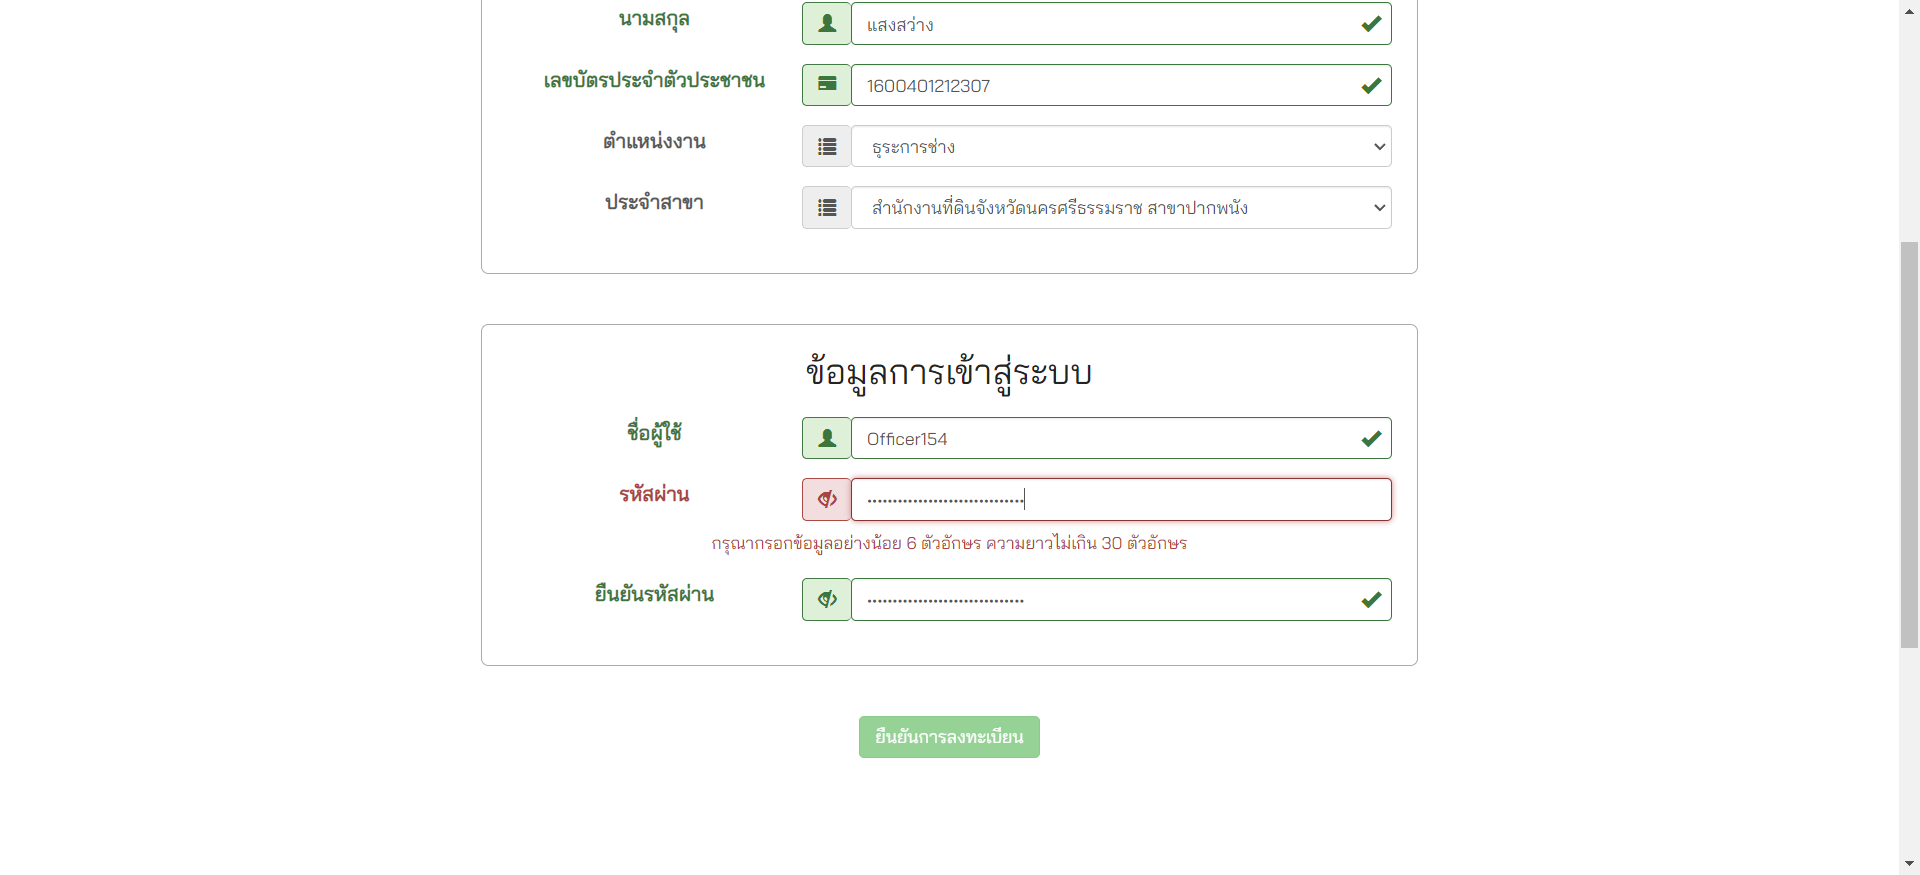 นามสกุล
แสงสว่าง
เลขบัตรประจำตัวประชาชน
1600401212307
ตำแหน่งงาน
ธุระการช่าง
ประจำสาขา
สำนักงานที่ดินจังหวัดนครศรีธรรมราช สาขาปากพนัง
ข้อมูลการเข้าสู่ระบบ
ชื่อผู้ใช้
Officer154
รหัสผ่าน
กรุณากรอกข้อมูลอย่างน้อย 6 ตัวอักษร ความยาวไม่เกิน 30 ตัวอักษร
ยืนยันรหัสผ่าน
ยืนยันการลงทะเบียน